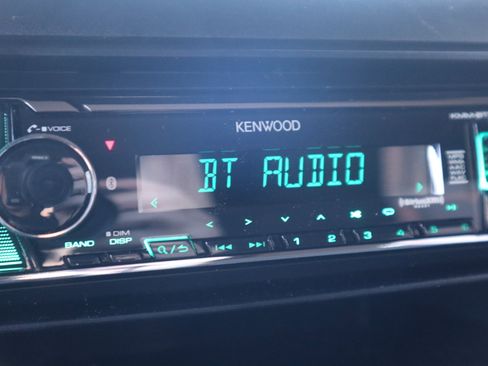 VOICE
KENWOOD
BT AUDIO
DIM
BAND DISP
1 2 3 4 5 6